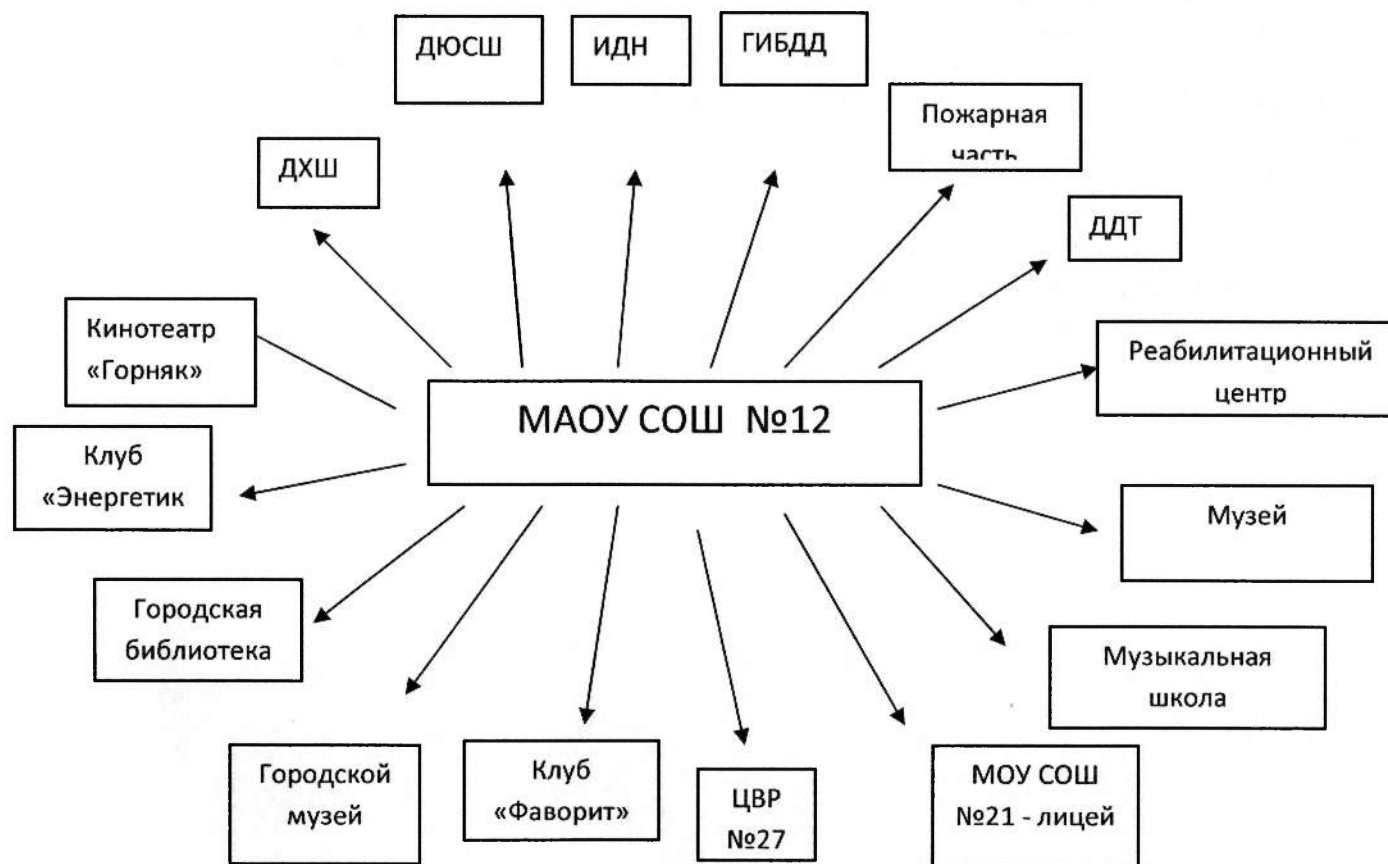 ДЮСШ
ИДН
ГИБДД
Пожарная
часть
ДХШ
ДДТ
Кинотеатр
«Горняк»
Реабилитационный
центр
МАОУ СОШ №12
Клуб
«Энергетик
Музей
Городская
библиотека
Музыкальная
школа
Городской
музей
Клуб
«Фаворит»
ЦВР
№27
МОУ СОШ
№21 - лицей